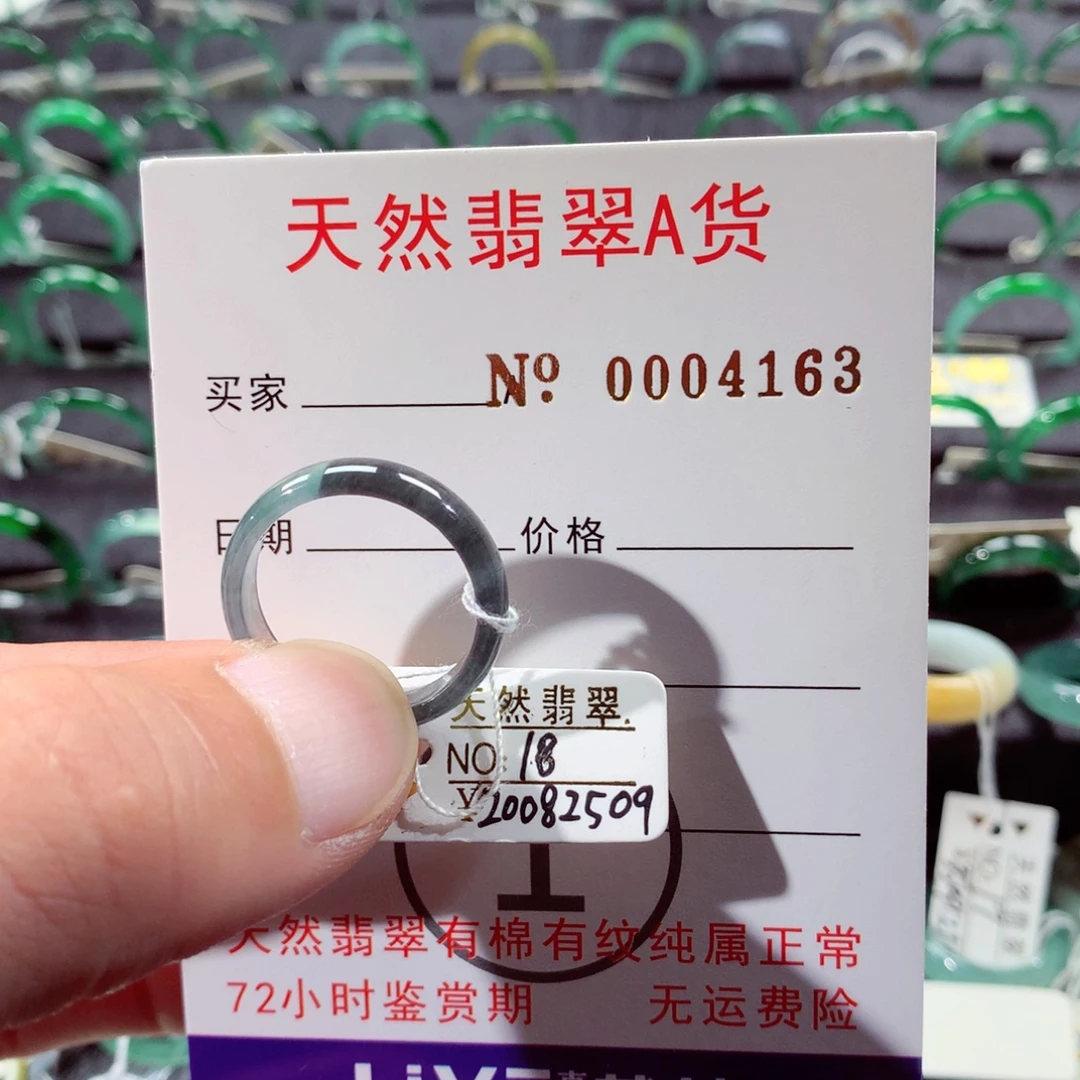 天然翡翠A货
买家 № 0004163
日期 价格
天然翡翠
NO: 18
¥20082509
天然翡翠有棉有纹纯属正常
72小时鉴赏期 无运费险